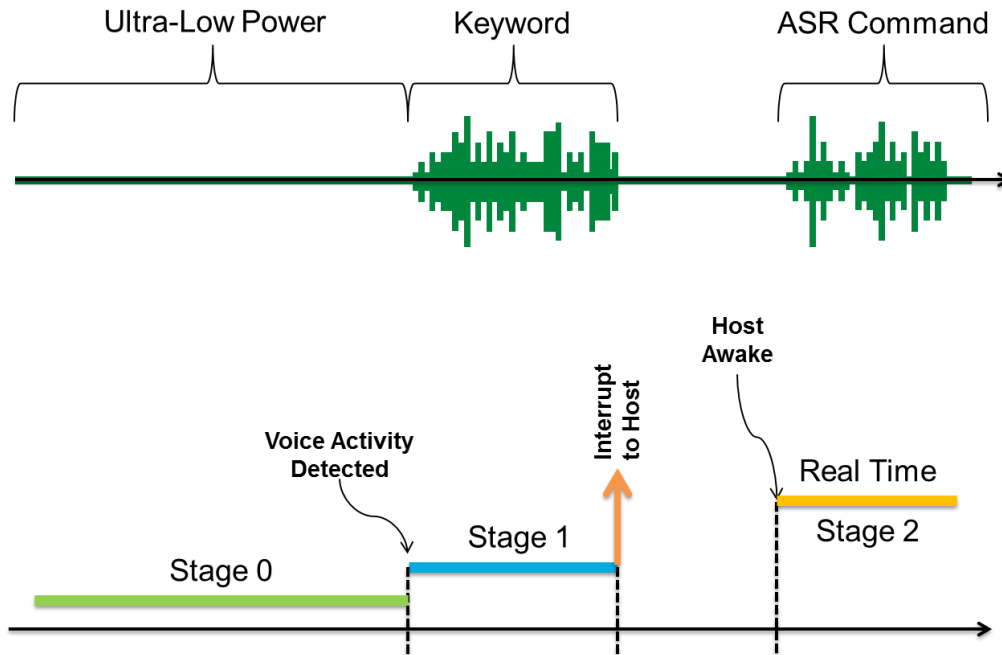 Ultra-Low Power
Keyword
ASR Command
Host
Awake
Interrupt
to Host
Voice Activity
Detected
Real Time
Stage 1
Stage 2
Stage 0